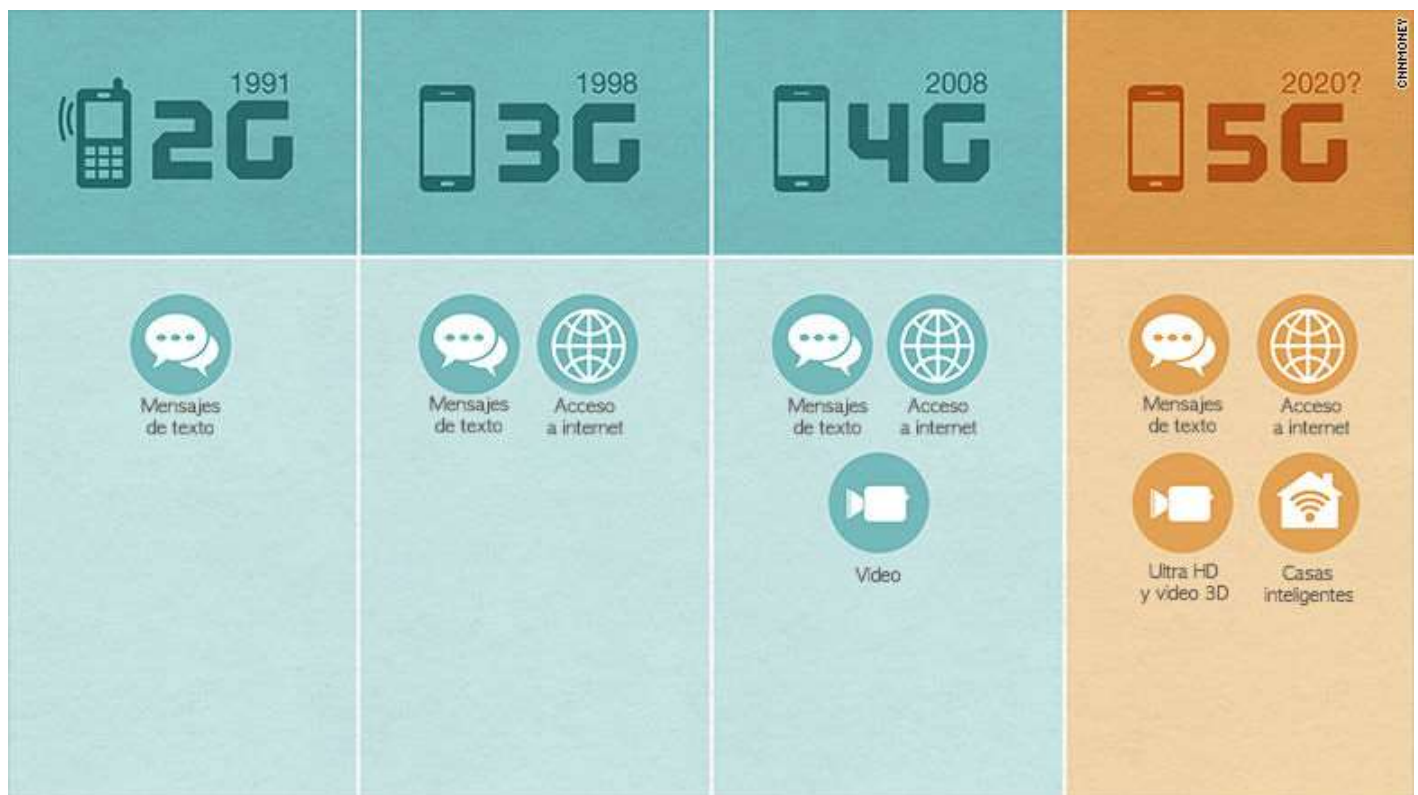 1991
2G
1998
3G
2008
4G
2020?
5G
CNNMONEY
Mensajes
de texto
Mensajes
de texto
Acceso
a internet
Mensajes
de texto
Acceso
a internet
Video
Mensajes
de texto
Acceso
a internet
Ultra HD
y video 3D
Casas
inteligentes